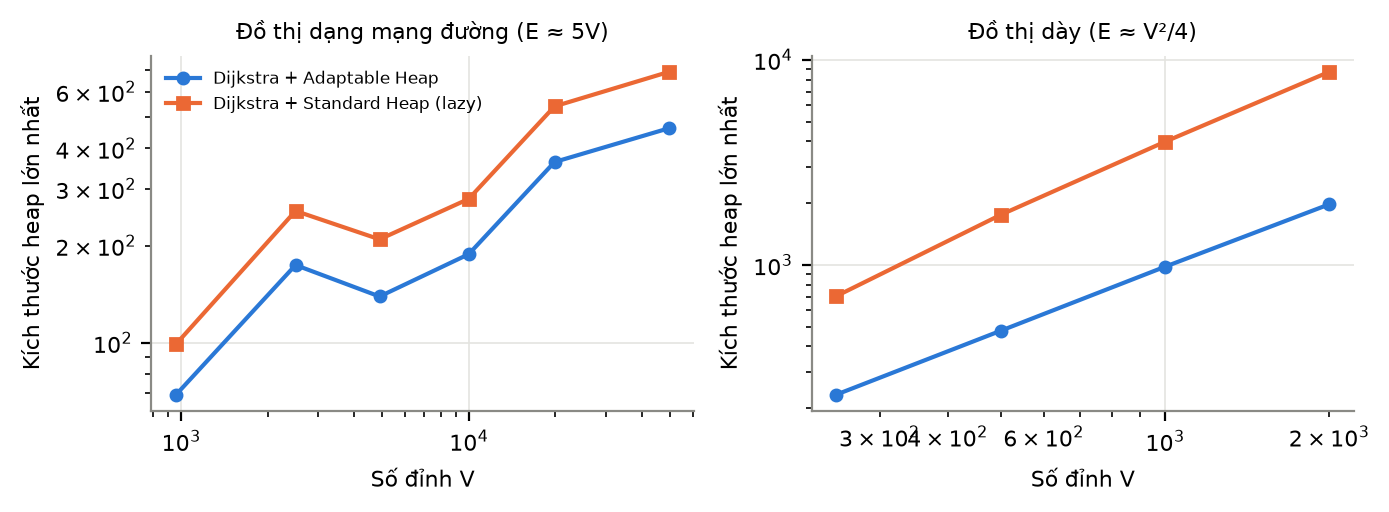 Đồ thị dạng mạng đường (E ≈ 5V)
Kích thước heap lớn nhất
Dijkstra + Adaptable Heap
Dijkstra + Standard Heap (lazy)
6 × 10²
4 × 10²
3 × 10²
2 × 10²
10²
10³ 10⁴
Số đỉnh V
Đồ thị dày (E ≈ V²/4)
Kích thước heap lớn nhất
10⁴
10³
3 × 10² 4 × 10² 6 × 10² 10³ 2 × 10³
Số đỉnh V